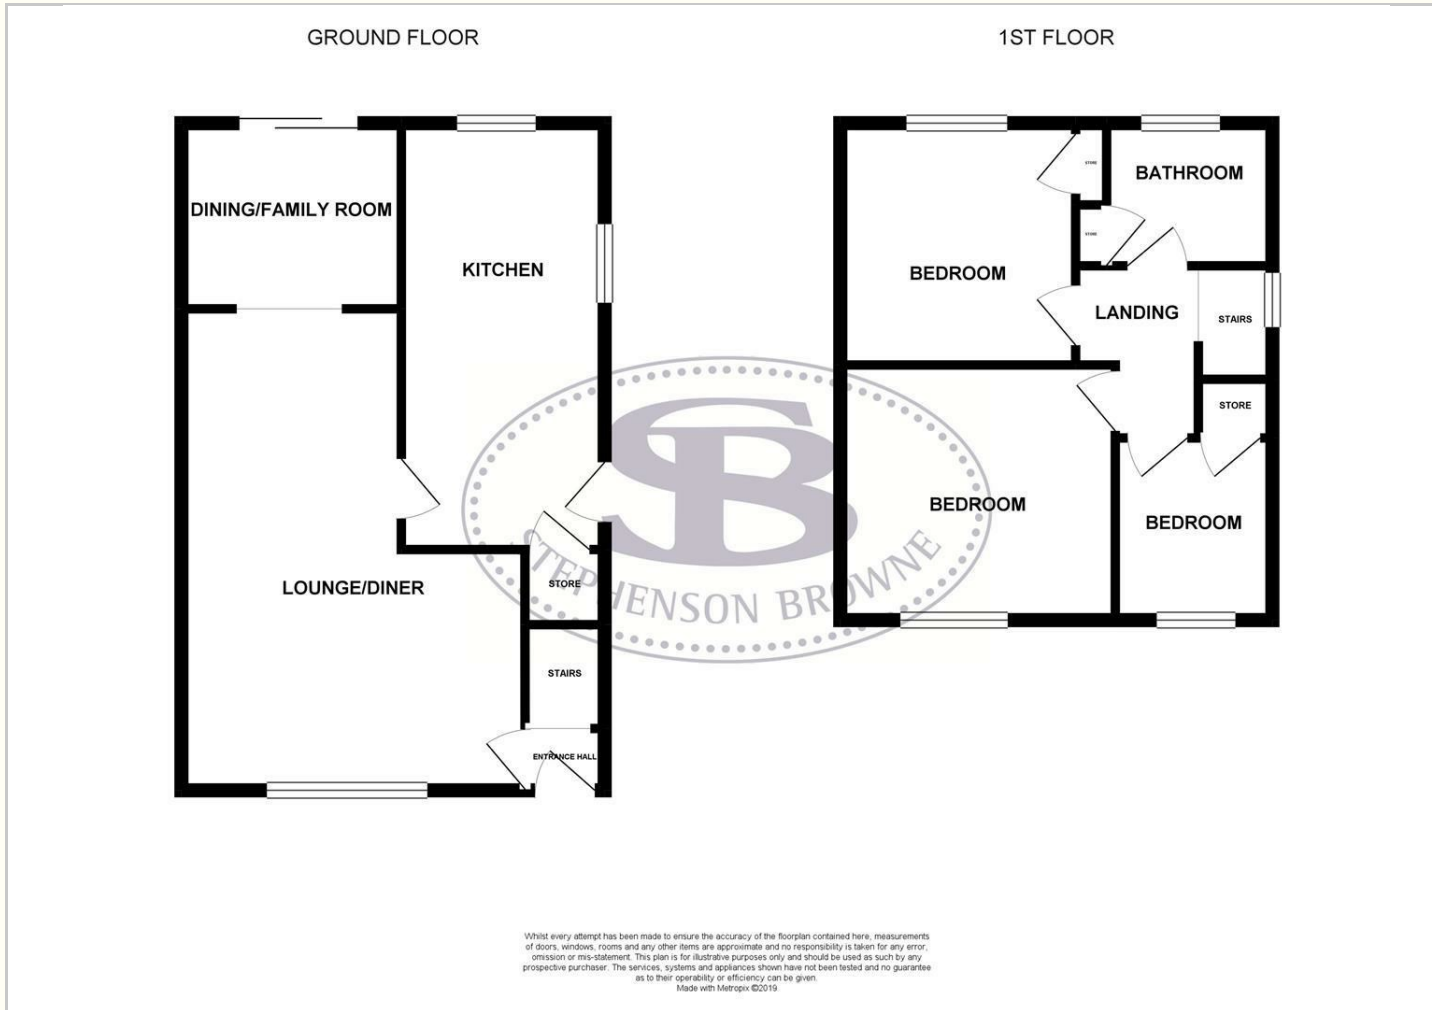 GROUND FLOOR
1ST FLOOR
DINING/FAMILY ROOM
KITCHEN
LOUNGE/DINER
STORE
STAIRS
ENTRANCE HALL
BEDROOM
STORE
STORE
BATHROOM
LANDING
STAIRS
STORE
BEDROOM
BEDROOM
SB
STEPHENSON BROWNE
Whilst every attempt has been made to ensure the accuracy of the floorplan contained here, measurements
of doors, windows, rooms and any other items are approximate and no responsibility is taken for any error,
omission or mis-statement. This plan is for illustrative purposes only and should be used as such by any
prospective purchaser. The services, systems and appliances shown have not been tested and no guarantee
as to their operability or efficiency can be given.
Made with Metropix ©2019